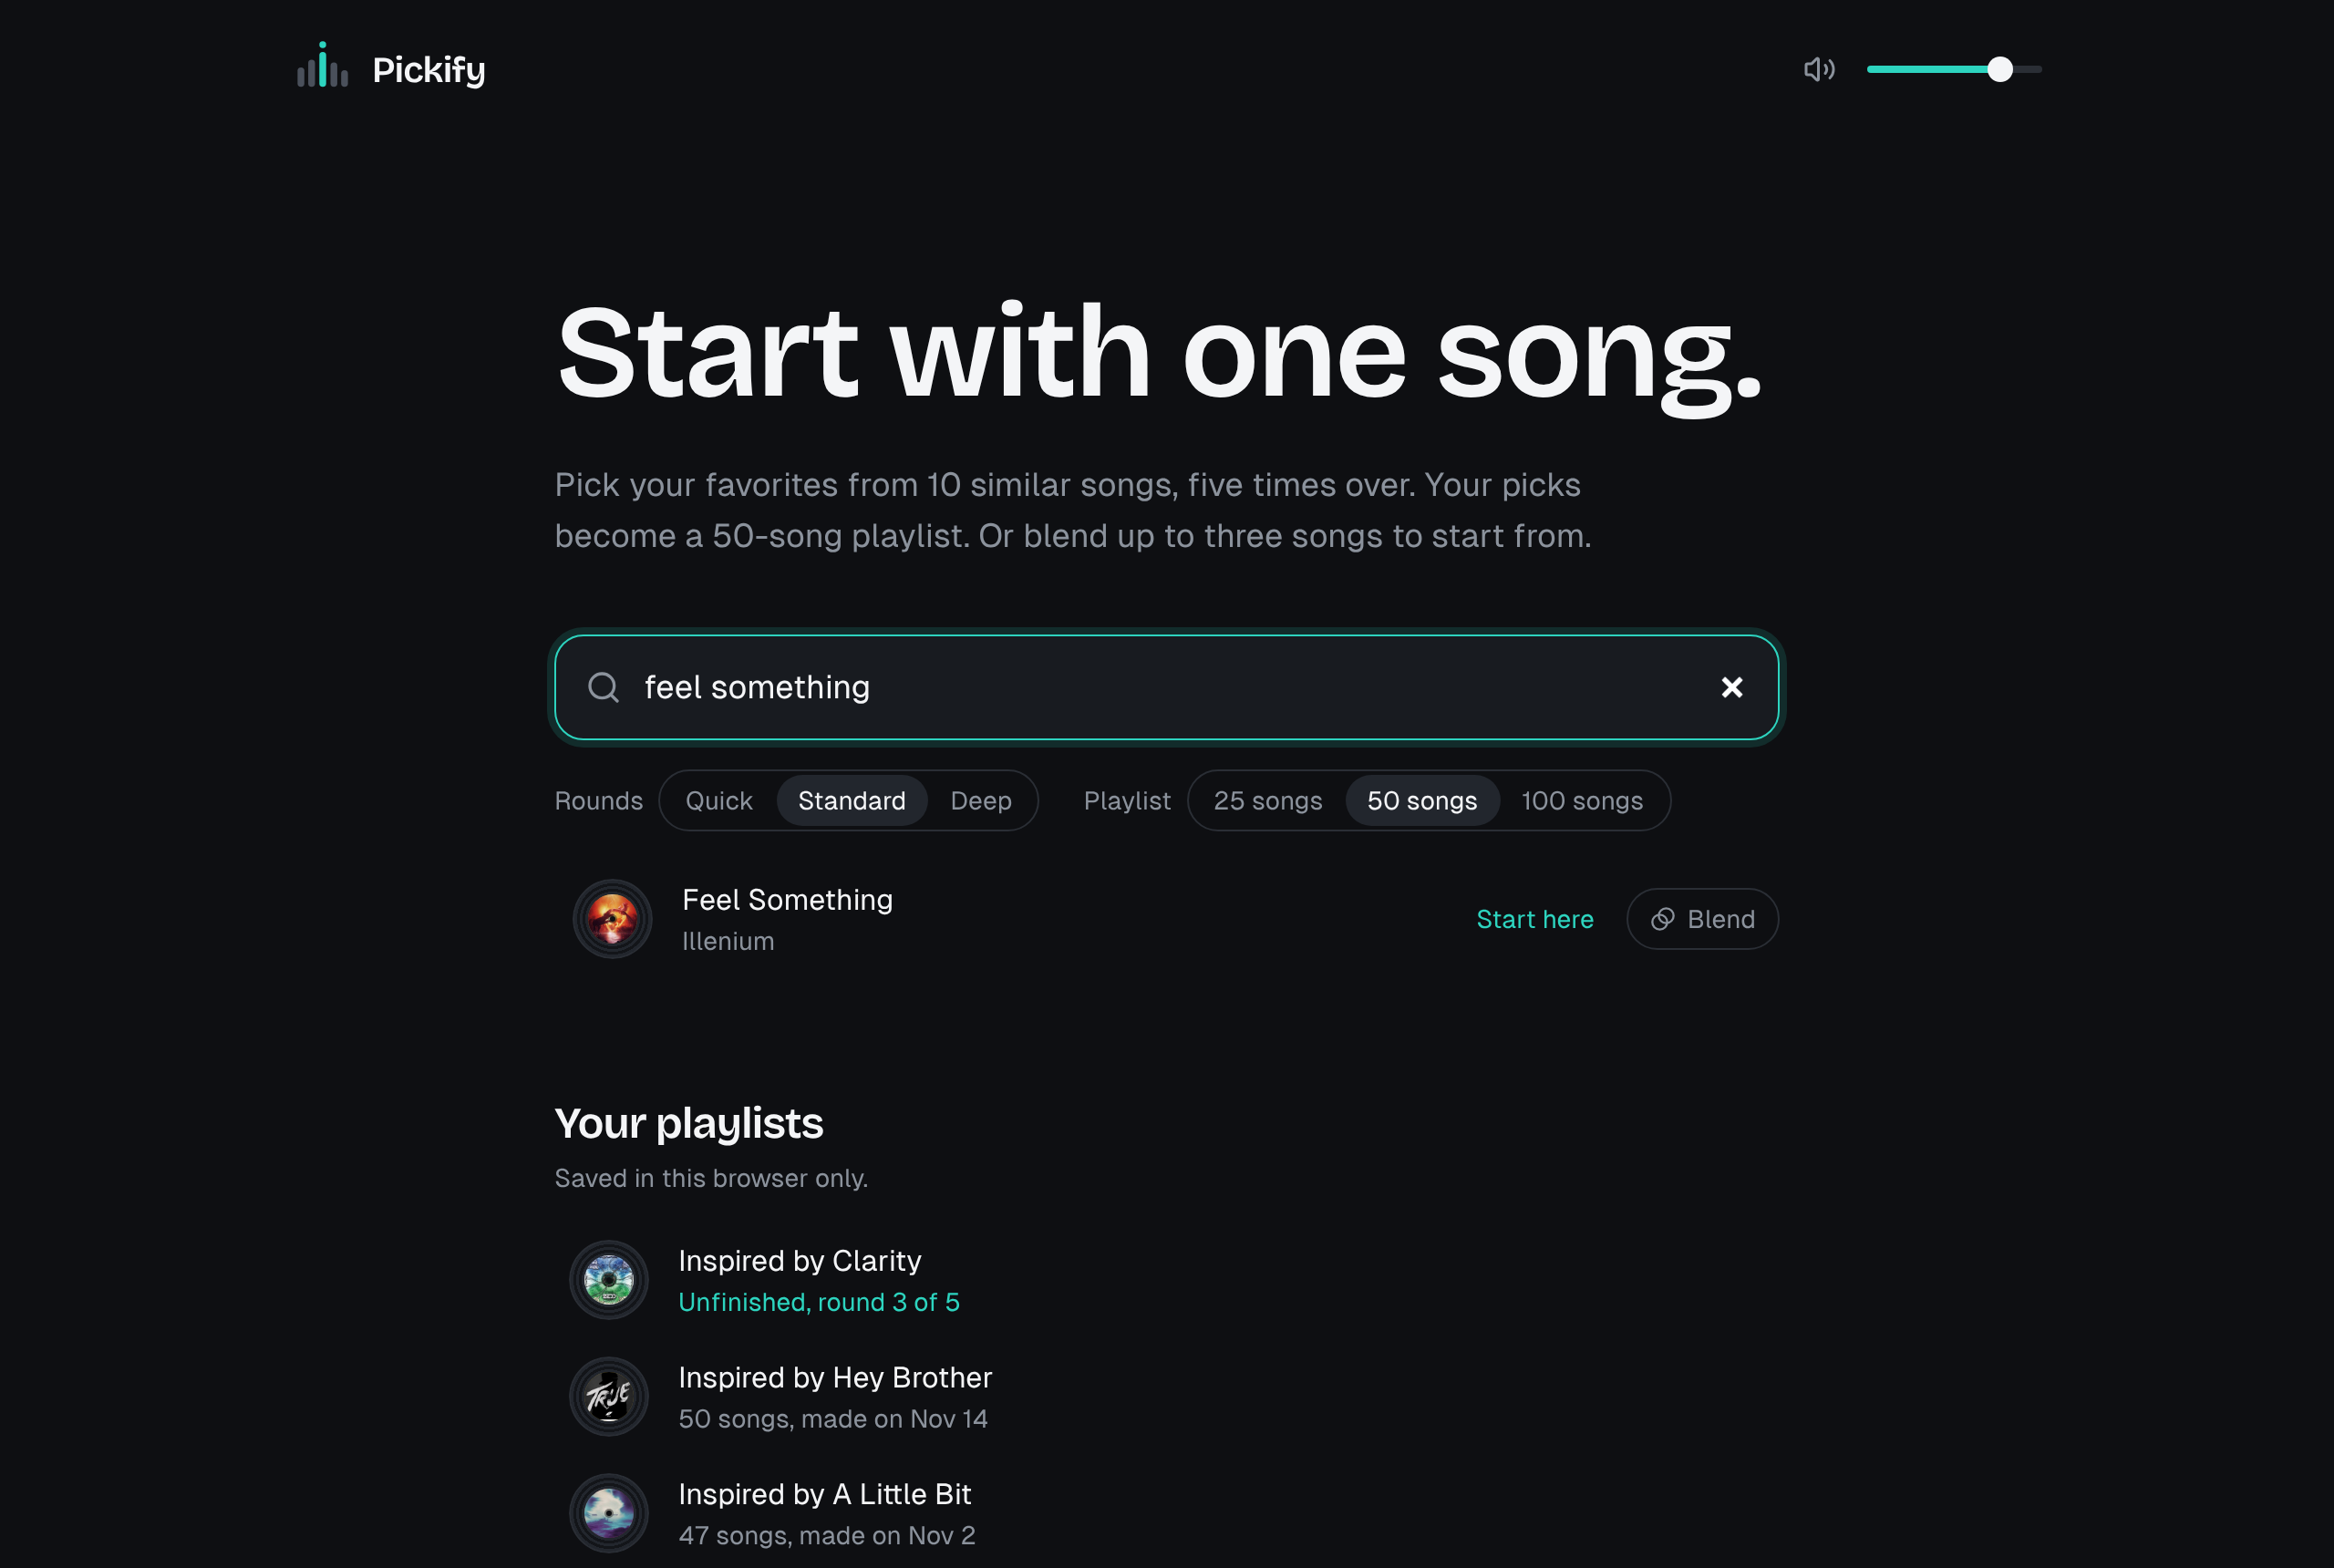 Pickify
Start with one song.
Pick your favorites from 10 similar songs, five times over. Your picks
become a 50-song playlist. Or blend up to three songs to start from.
feel something
Rounds Quick Standard Deep Playlist 25 songs 50 songs 100 songs
Feel Something
Illenium
Start here Blend
Your playlists
Saved in this browser only.
Inspired by Clarity
Unfinished, round 3 of 5
TRUE
Inspired by Hey Brother
50 songs, made on Nov 14
Inspired by A Little Bit
47 songs, made on Nov 2